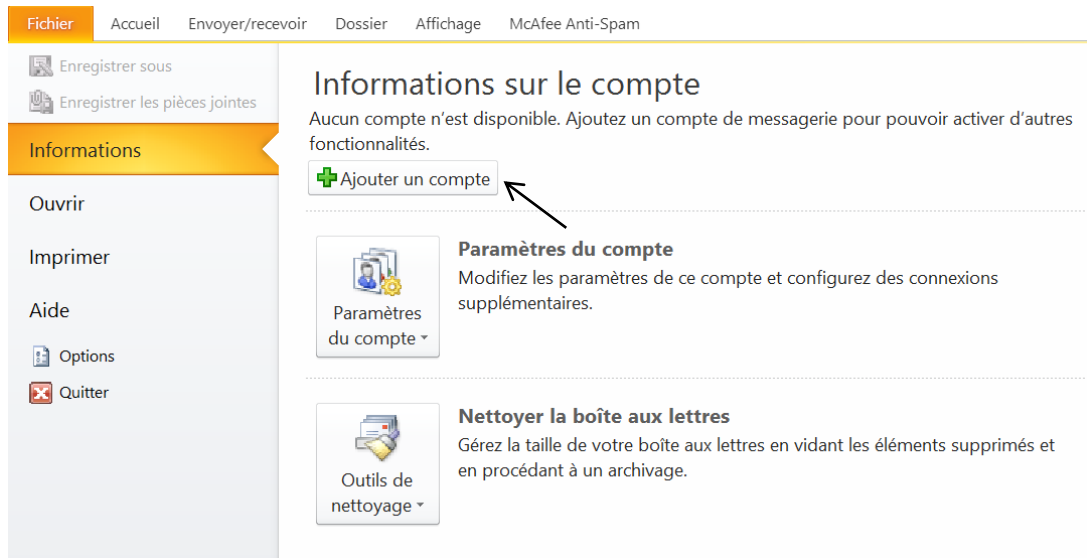 Fichier Accueil Envoyer/recevoir Dossier Affichage McAfee Anti-Spam
Enregistrer sous
Enregistrer les pièces jointes
Informations
Ouvrir
Imprimer
Aide
Options
Quitter
Informations sur le compte
Aucun compte n'est disponible. Ajoutez un compte de messagerie pour pouvoir activer d'autres
fonctionnalités.
Ajouter un compte
Paramètres
du compte
Paramètres du compte
Modifiez les paramètres de ce compte et configurez des connexions
supplémentaires.
Outils de
nettoyage
Nettoyer la boîte aux lettres
Gérez la taille de votre boîte aux lettres en vidant les éléments supprimés et
en procédant à un archivage.